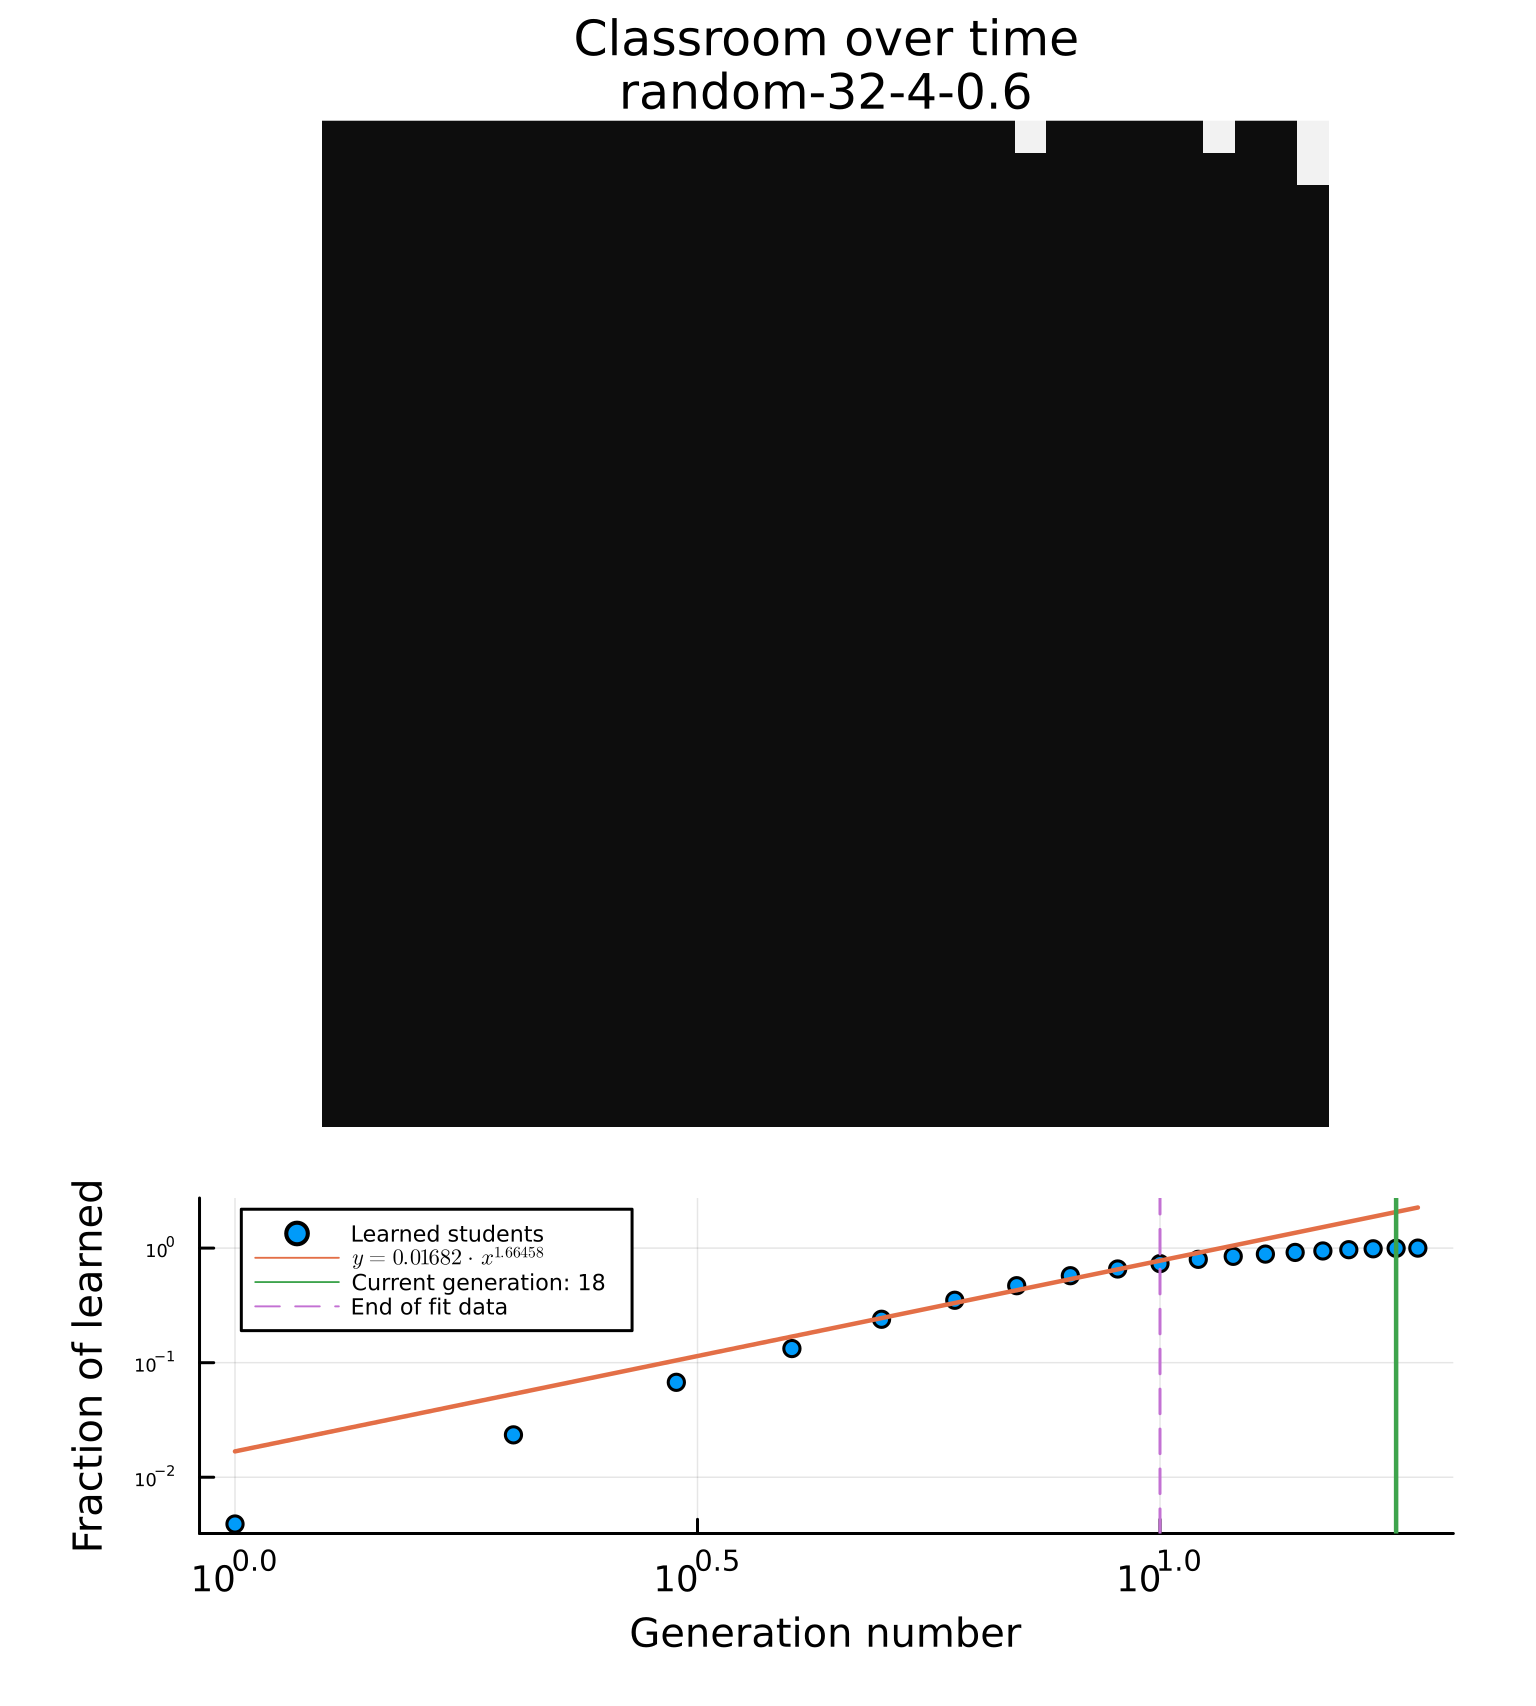 Classroom over time
random-32-4-0.6
Fraction of learned
10^0
10^-1
10^-2
Learned students
y = 0.01682 · x^1.66458
Current generation: 18
End of fit data
10^0.0
10^0.5
10^1.0
Generation number